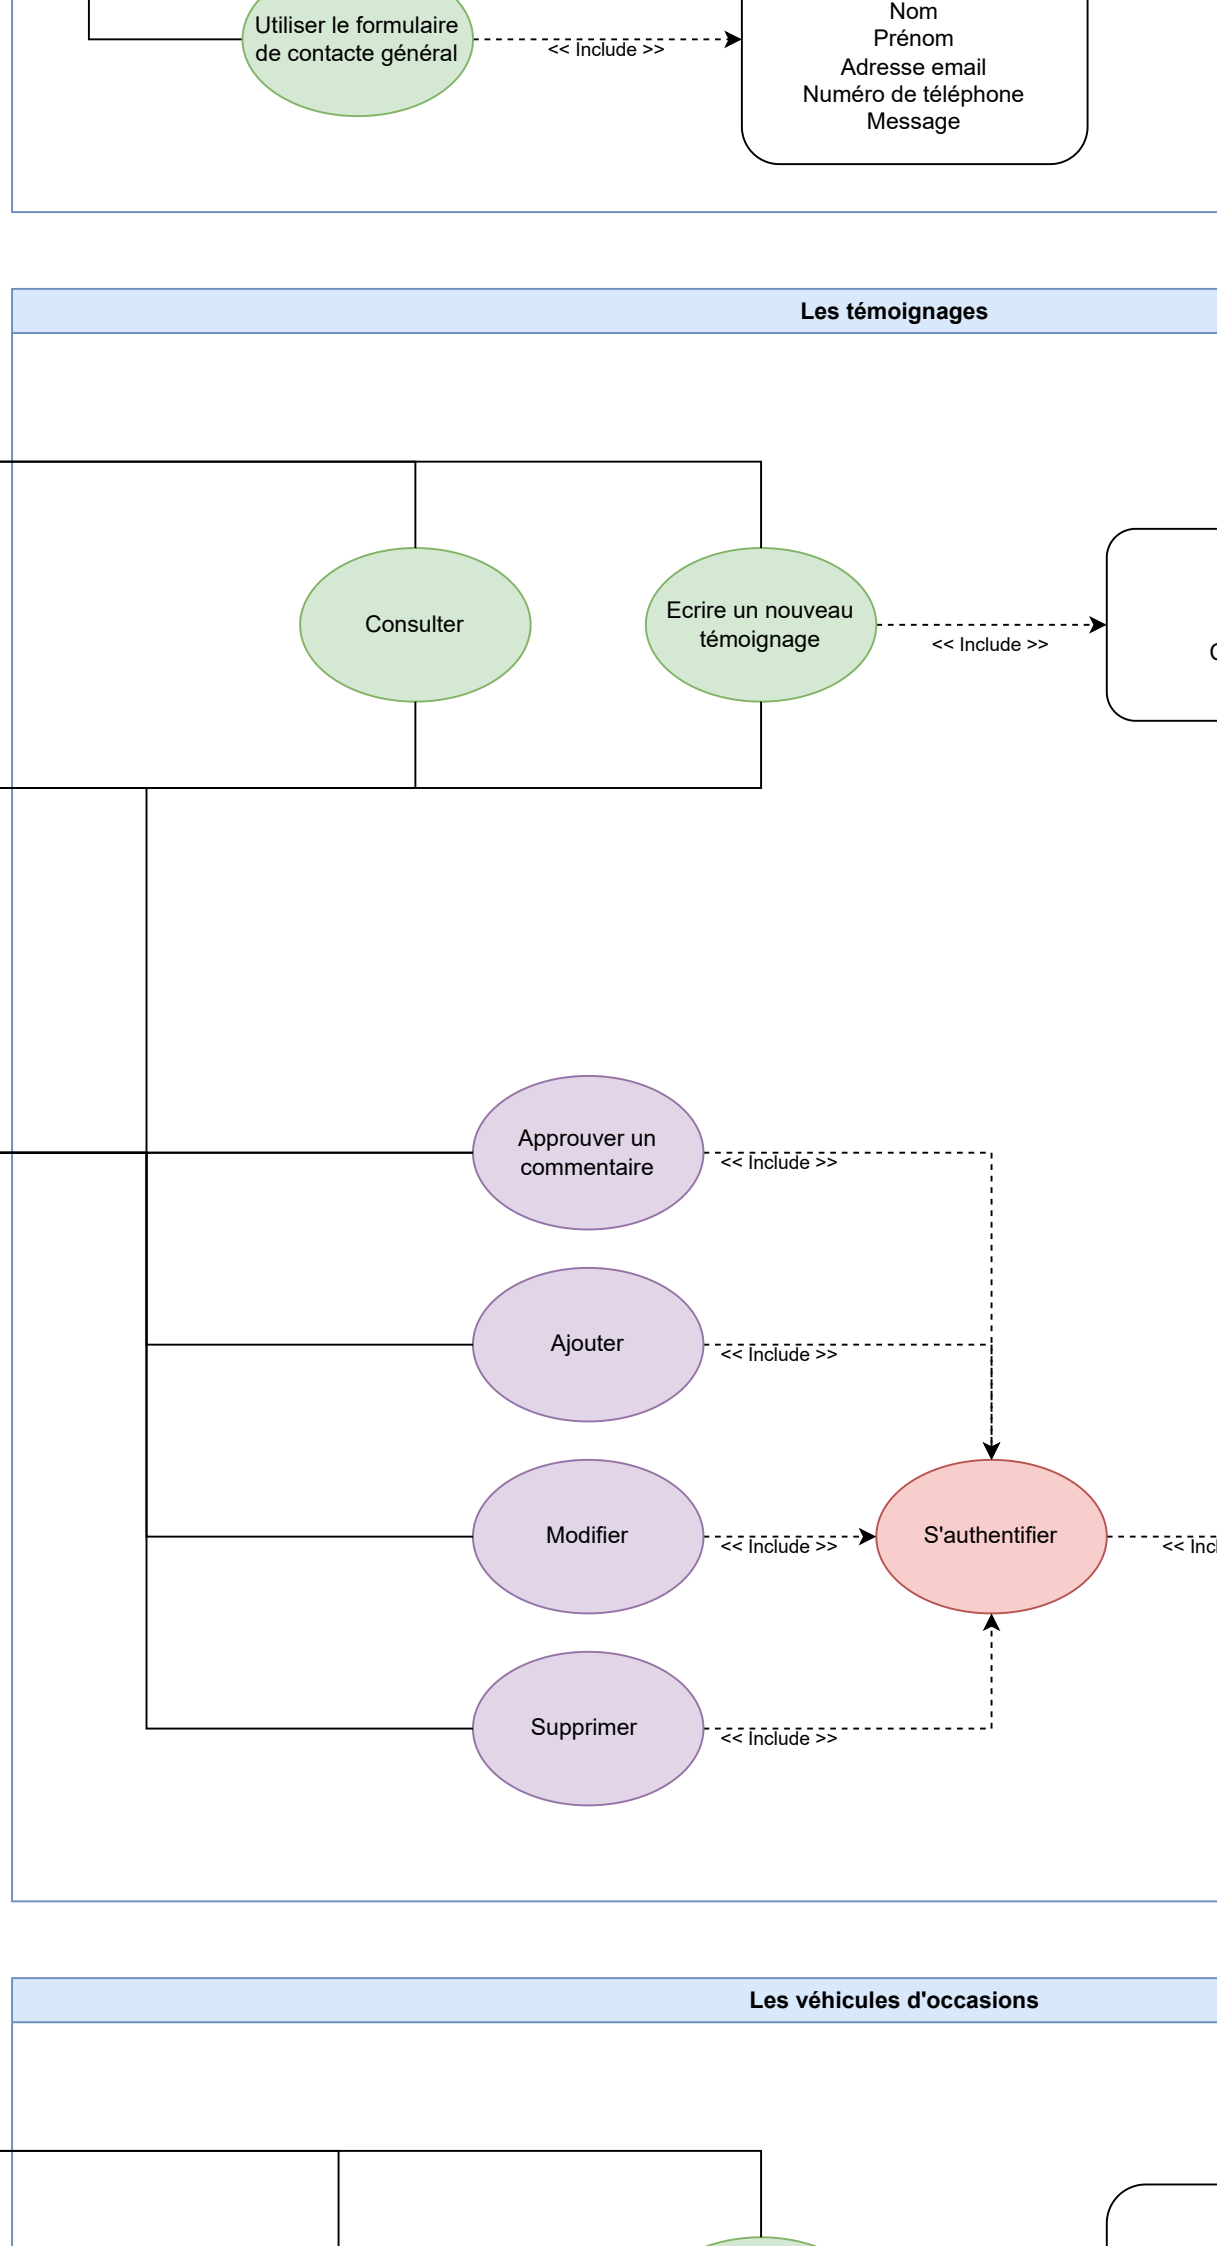 Utiliser le formulaire
de contacte général
<< Include >>
Nom
Prénom
Adresse email
Numéro de téléphone
Message
Les témoignages
Consulter
Ecrire un nouveau
témoignage
<< Include >>
Approuver un
commentaire
<< Include >>
Ajouter
<< Include >>
Modifier
<< Include >>
S'authentifier
Supprimer
<< Include >>
Les véhicules d'occasions